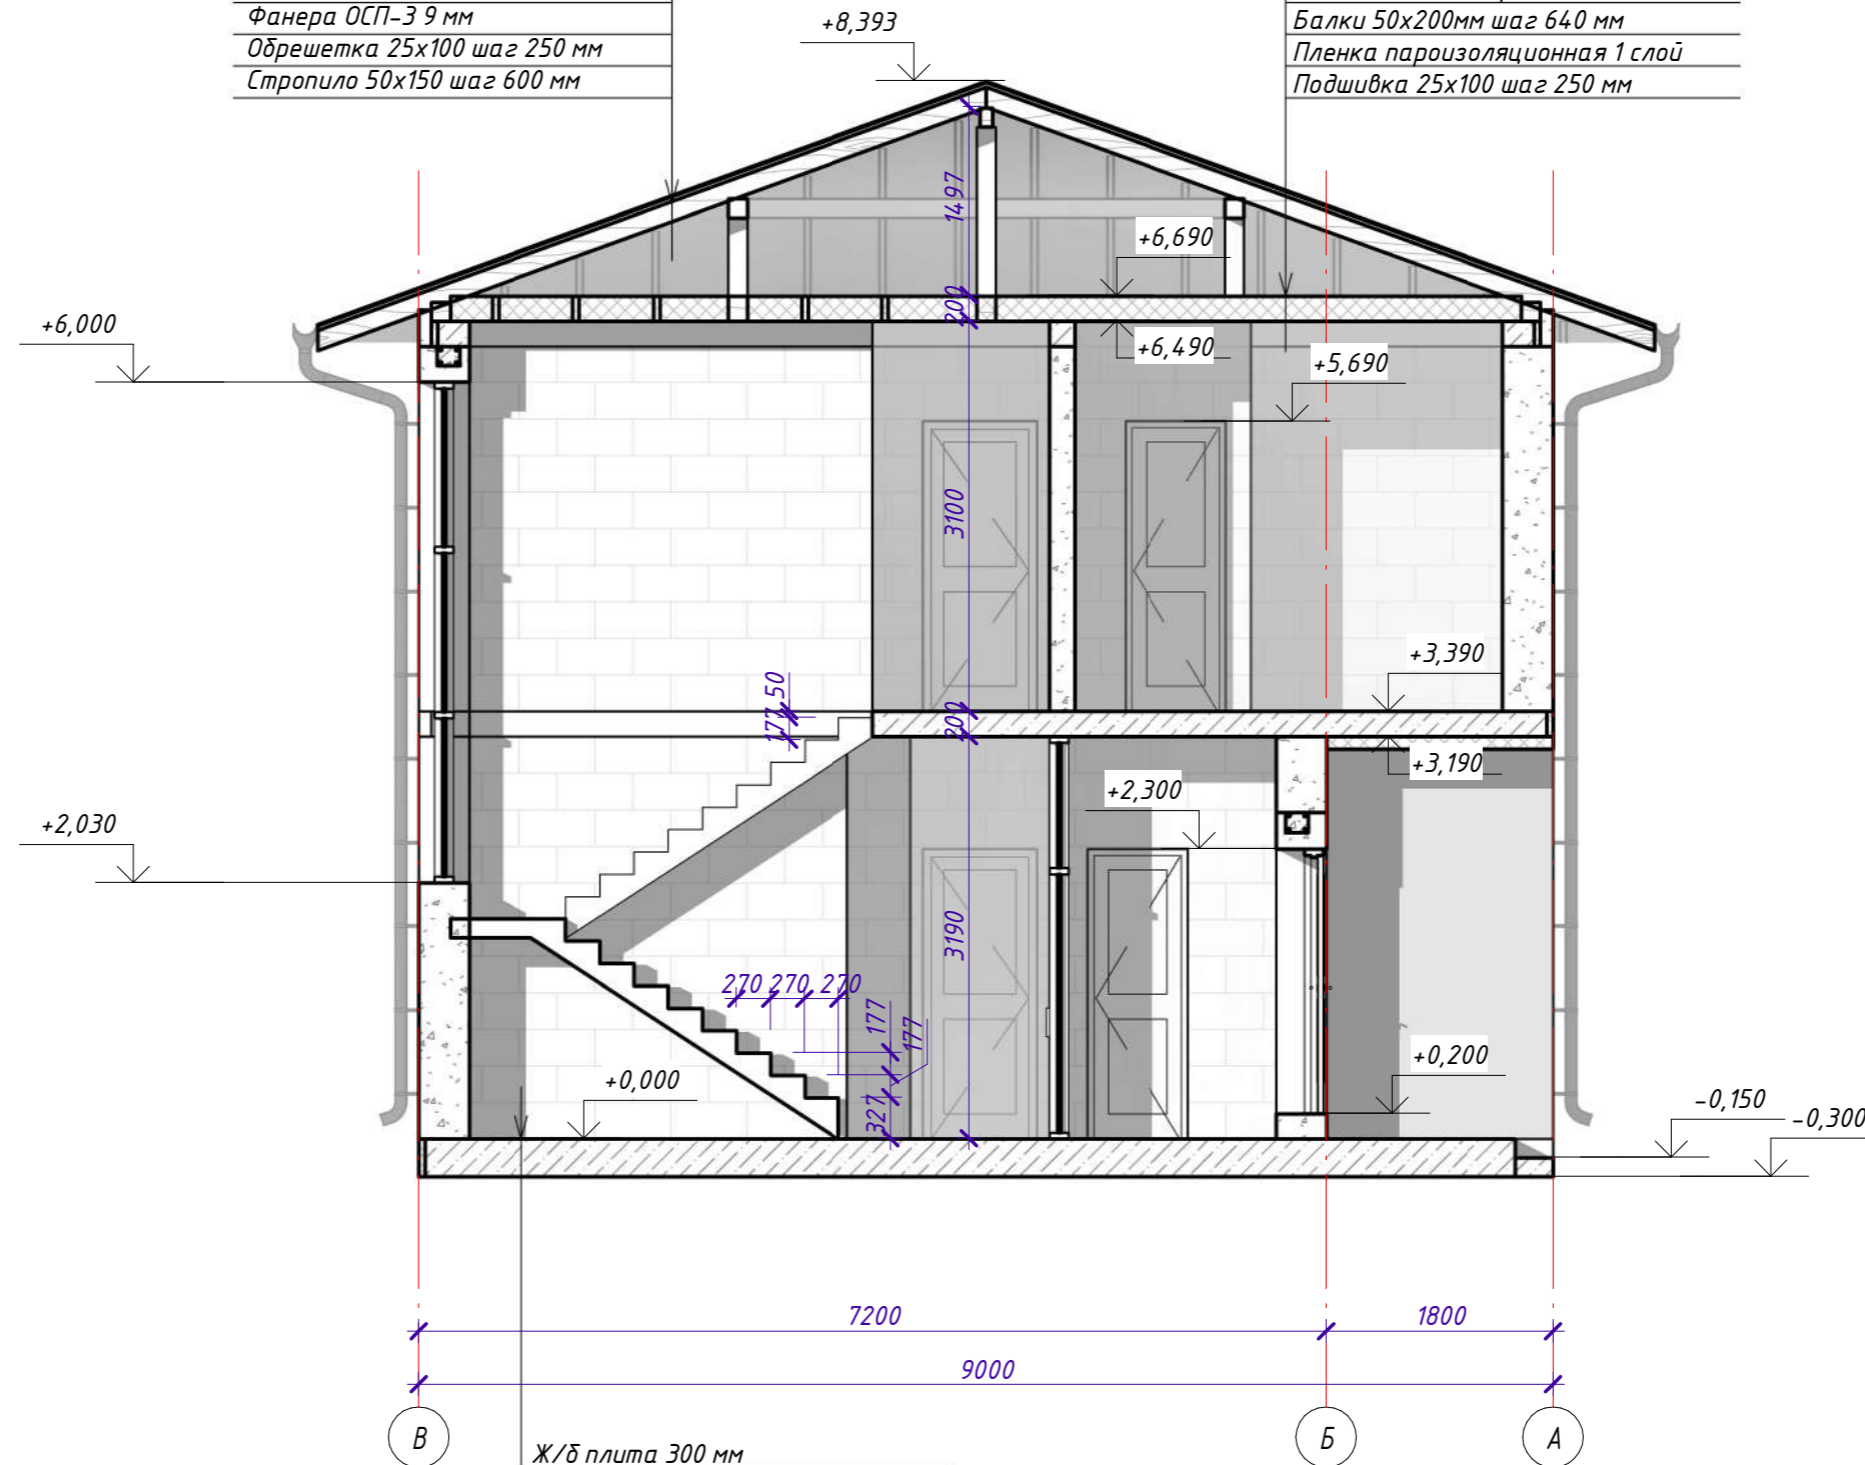 Фанера ОСП-3 9 мм
Обрешетка 25х100 шаг 250 мм
Стропило 50х150 шаг 600 мм
+8,393
Балки 50х200мм шаг 640 мм
Пленка пароизоляционная 1 слой
Подшивка 25х100 шаг 250 мм
1497
+6,690
200
+6,000
+6,490
+5,690
3100
+3,390
50
177
200
+3,190
+2,300
+2,030
3190
270 270 270
177
177
+0,200
+0,000
327
-0,150
-0,300
7200
1800
9000
В
Б
А
Ж/б плита 300 мм